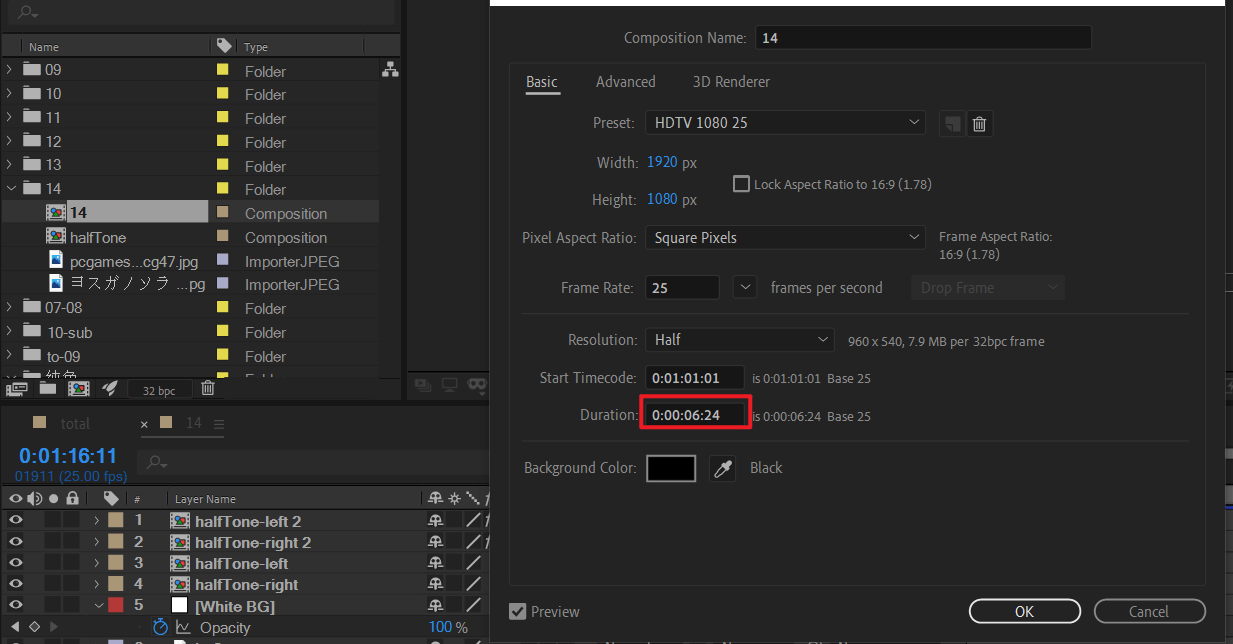 Name
Type
09
Folder
10
Folder
11
Folder
12
Folder
13
Folder
14
Folder
14
Composition
halfTone
Composition
pcgames...cg47.jpg
ImporterJPEG
ヨスガノソラ ...pg
ImporterJPEG
07-08
Folder
10-sub
Folder
to-09
Folder
純色
32 bpc
total
14
0:01:16:11
01911 (25.00 fps)
#
Layer Name
1 halfTone-left 2
2 halfTone-right 2
3 halfTone-left
4 halfTone-right
5 [White BG]
Opacity
100 %
Composition Name: 14
Basic
Advanced
3D Renderer
Preset: HDTV 1080 25
Width: 1920 px
Lock Aspect Ratio to 16:9 (1.78)
Height: 1080 px
Pixel Aspect Ratio: Square Pixels
Frame Aspect Ratio:
16:9 (1.78)
Frame Rate: 25 frames per second
Drop Frame
Resolution: Half
960 x 540, 7.9 MB per 32bpc frame
Start Timecode: 0:01:01:01 is 0:01:01:01 Base 25
Duration: 0:00:06:24 is 0:00:06:24 Base 25
Background Color: Black
Preview
OK
Cancel